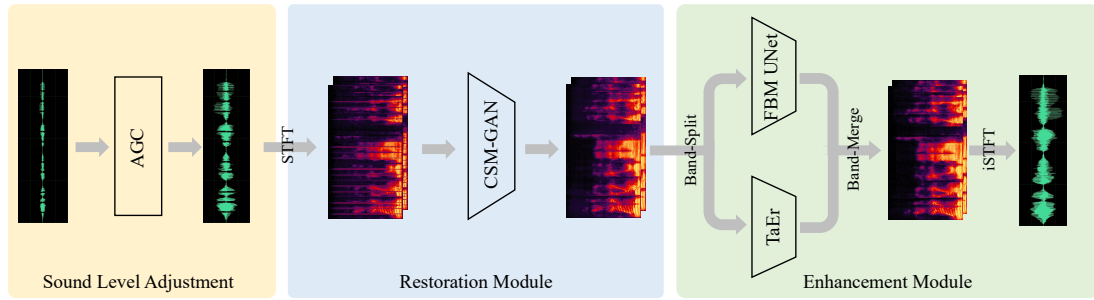 AGC
STFT
CSM-GAN
Band-Split
FBM UNet
TaEr
Band-Merge
iSTFT
Sound Level Adjustment
Restoration Module
Enhancement Module